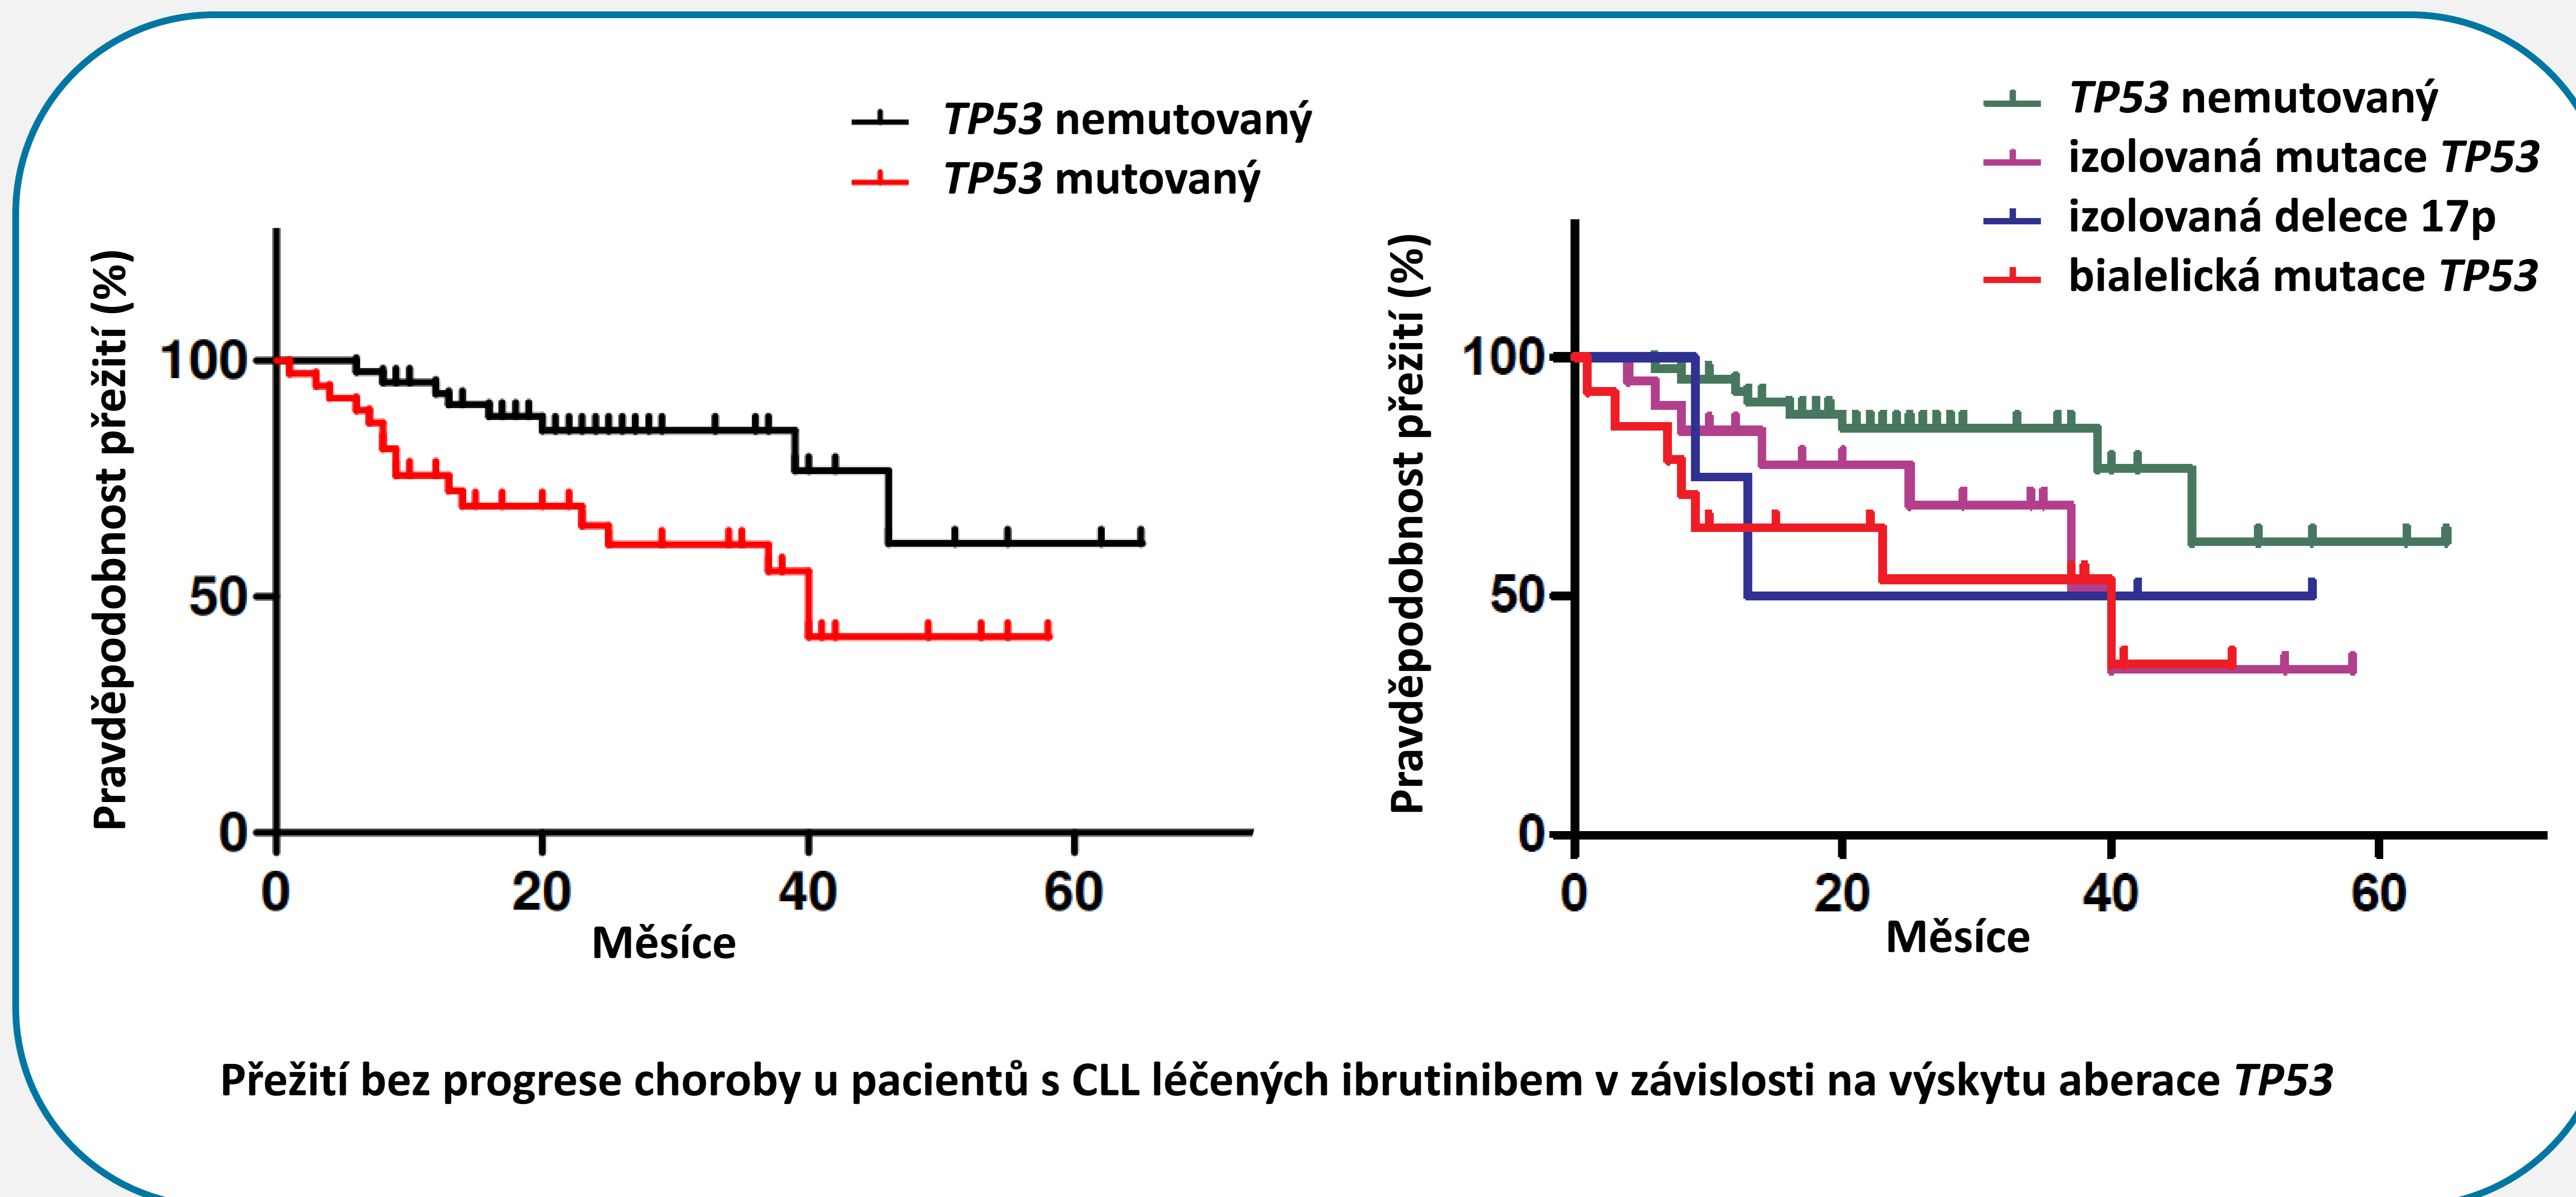 TP53 nemutovaný
TP53 mutovaný
Pravděpodobnost přežití (%)
100
50
0
0 20 40 60
Měsíce
TP53 nemutovaný
izolovaná mutace TP53
izolovaná delece 17p
bialelická mutace TP53
Pravděpodobnost přežití (%)
100
50
0
0 20 40 60
Měsíce
Přežití bez progrese choroby u pacientů s CLL léčených ibrutinibem v závislosti na výskytu aberace TP53